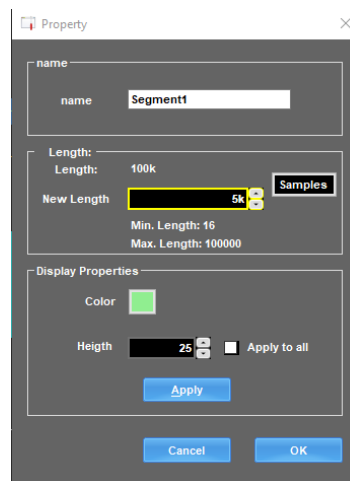 Property
name
name Segment1
Length:
Length: 100k
Samples
New Length 5k
Min. Length: 16
Max. Length: 100000
Display Properties
Color
Heigth 25 Apply to all
Apply
Cancel OK